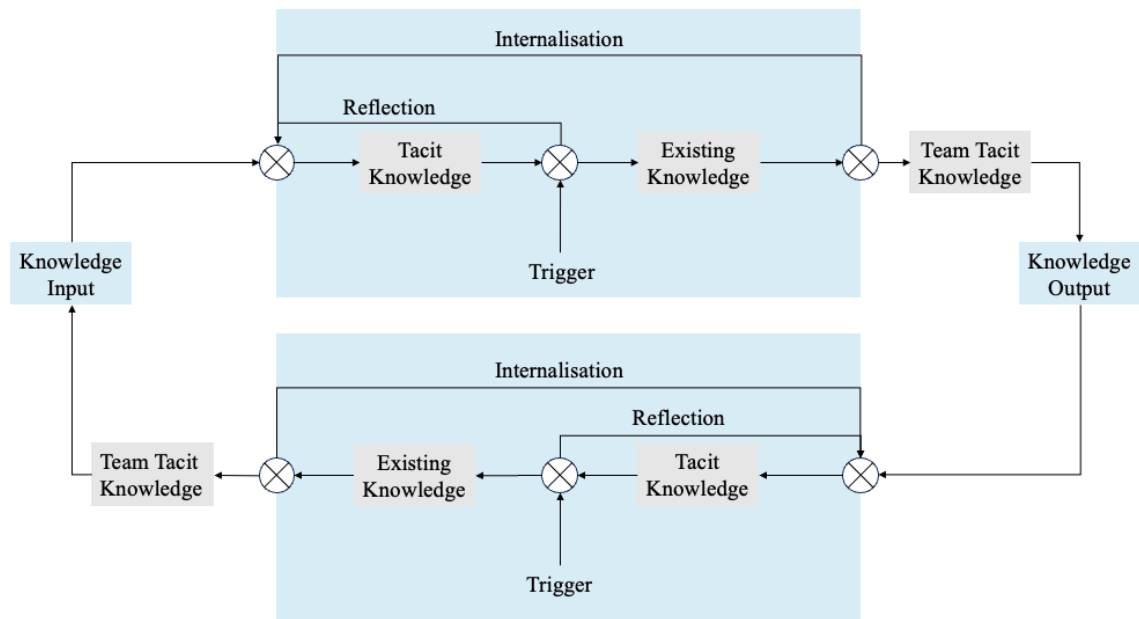 Internalisation
Reflection
Tacit
Knowledge
Existing
Knowledge
Team Tacit
Knowledge
Trigger
Knowledge
Input
Knowledge
Output
Internalisation
Reflection
Team Tacit
Knowledge
Existing
Knowledge
Tacit
Knowledge
Trigger